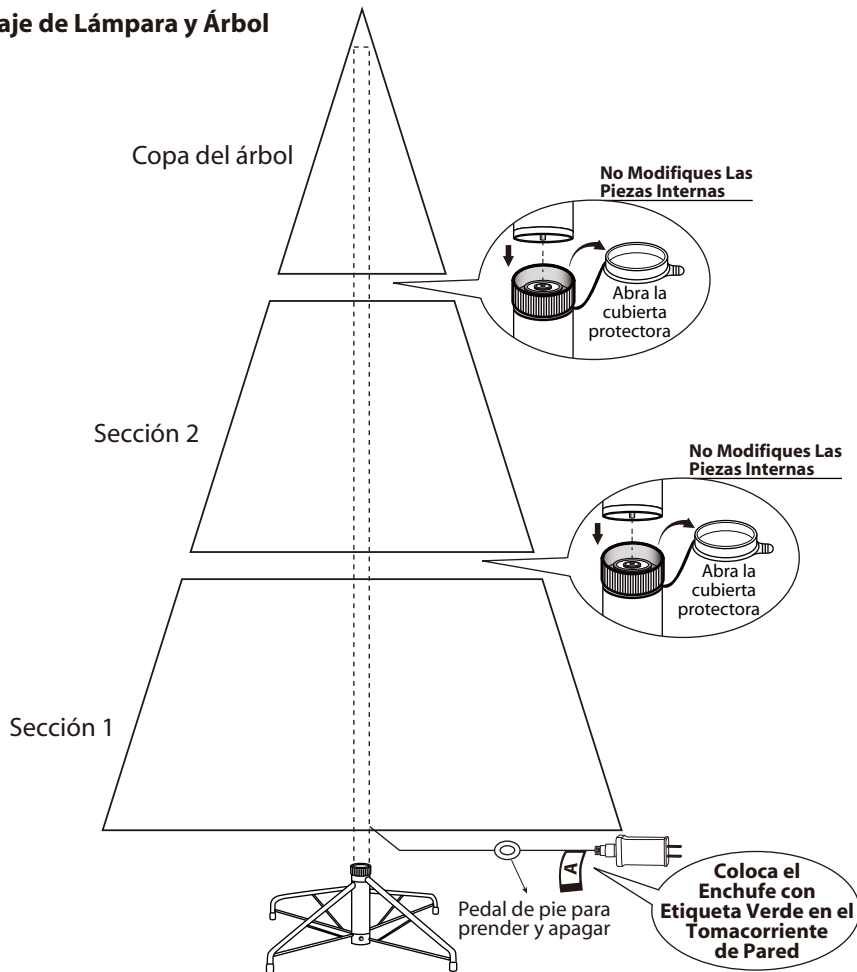 aje de Lámpara y Árbol
Copa del árbol
No Modifiques Las
Piezas Internas
Abra la
cubierta
protectora
Sección 2
No Modifiques Las
Piezas Internas
Abra la
cubierta
protectora
Sección 1
A
Pedal de pie para
prender y apagar
Coloca el
Enchufe con
Etiqueta Verde en el
Tomacorriente
de Pared